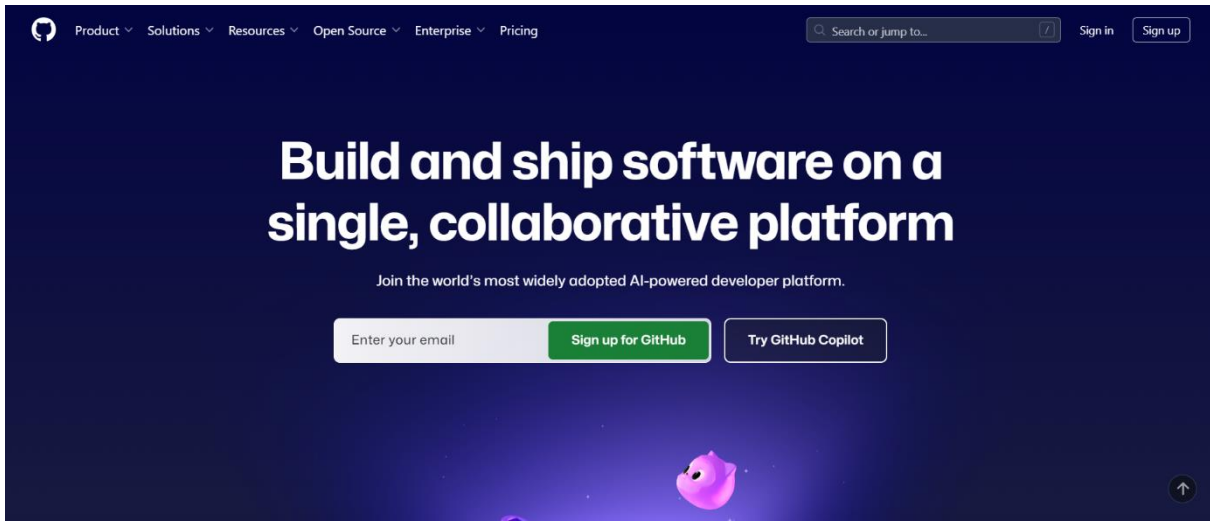 Product Solutions Resources Open Source Enterprise Pricing Search or jump to... / Sign in Sign up
Build and ship software on a
single, collaborative platform
Join the world's most widely adopted AI-powered developer platform.
Enter your email Sign up for GitHub Try GitHub Copilot